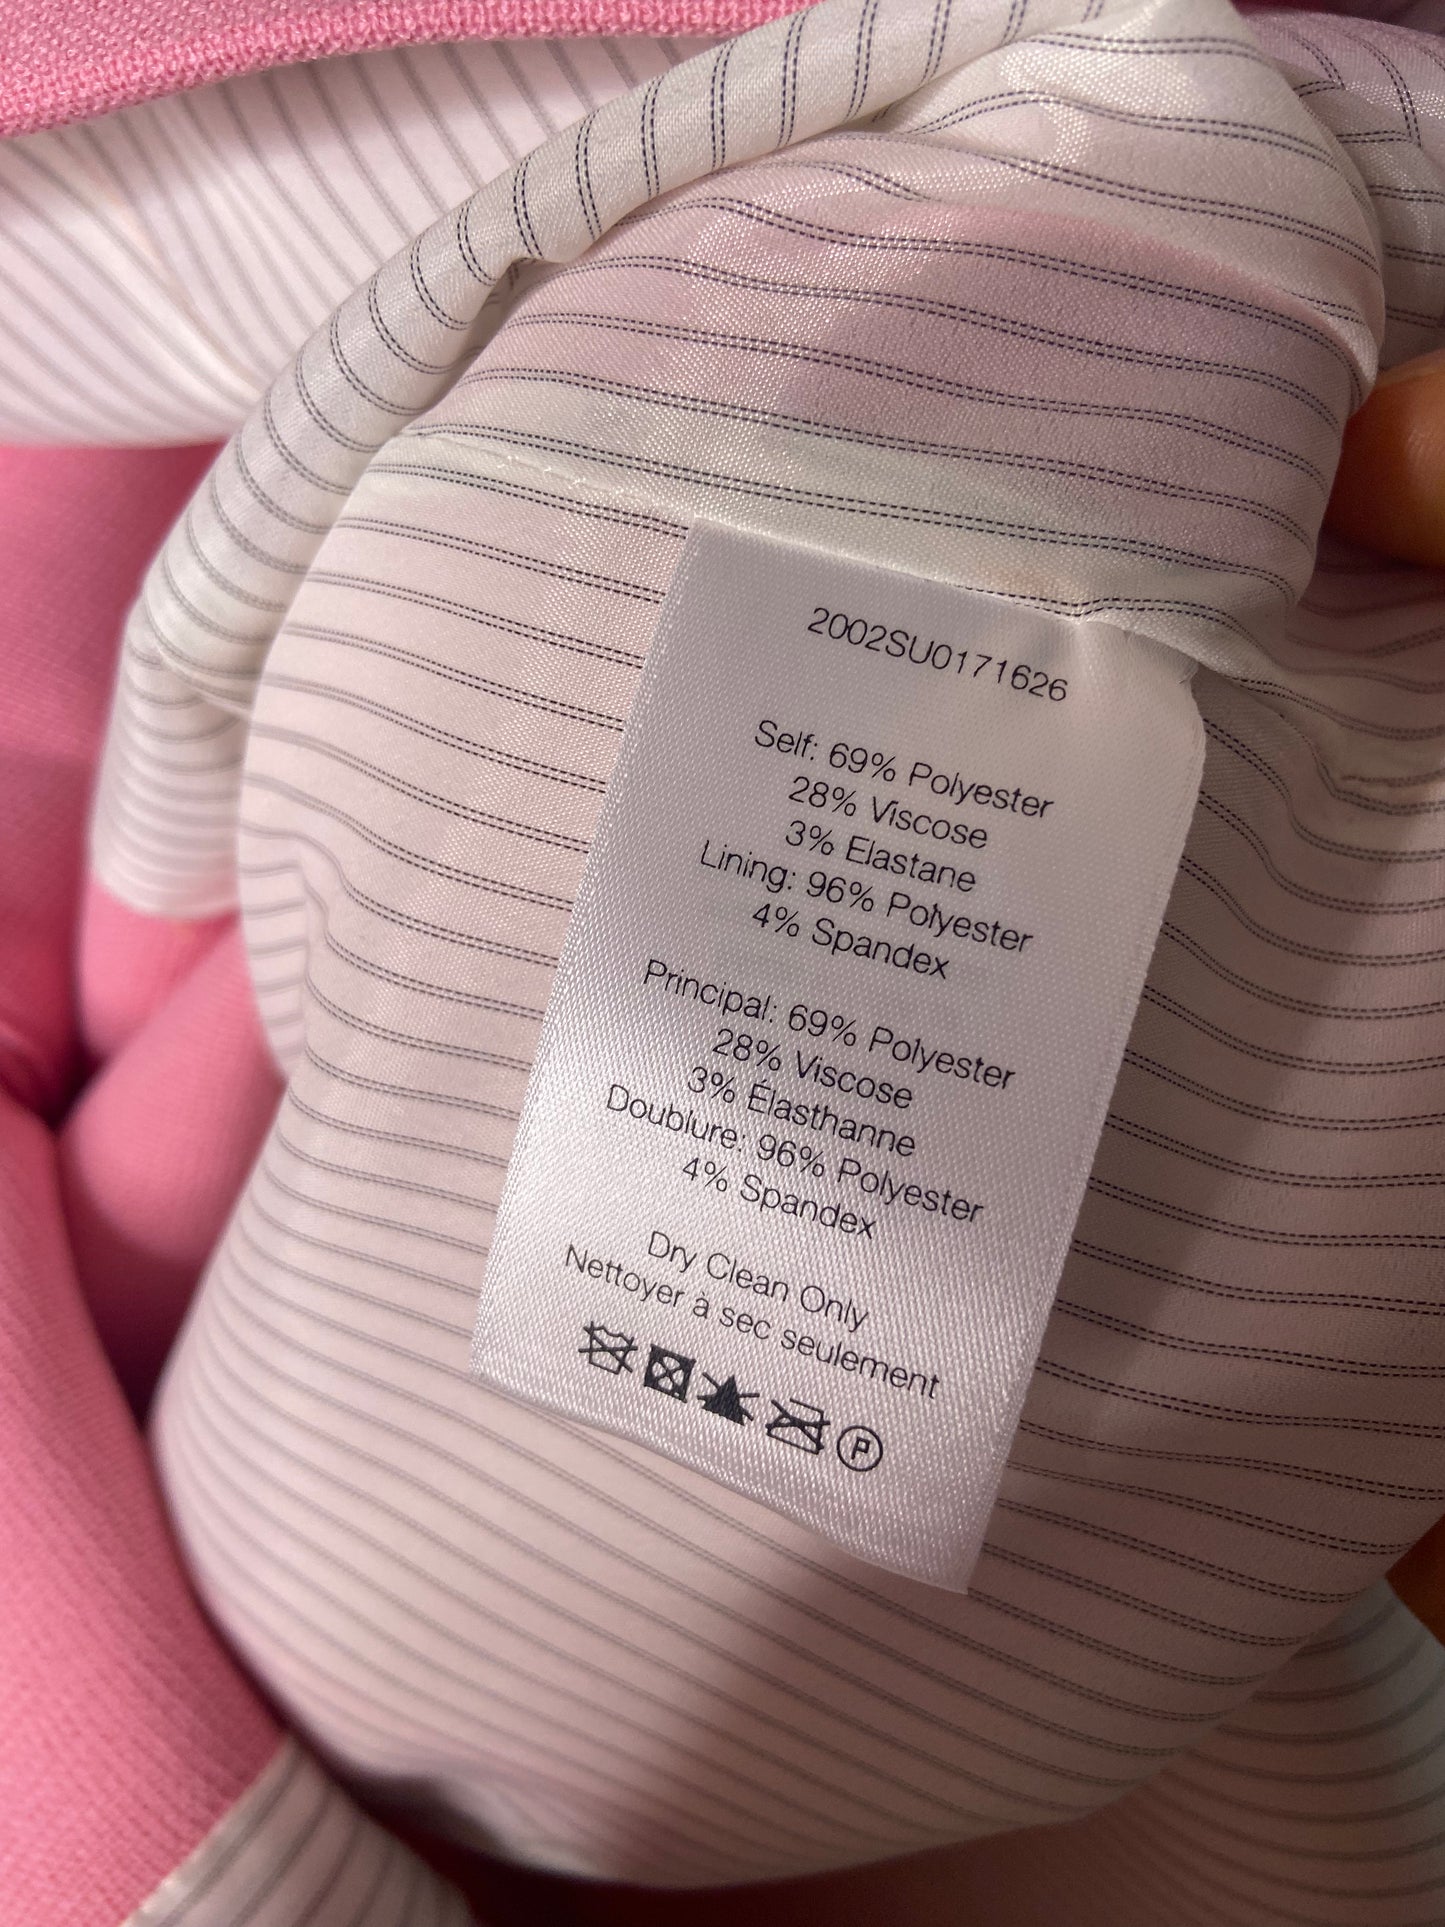 2002SU0171626
Self: 69% Polyester
28% Viscose
3% Elastane
Lining: 96% Polyester
4% Spandex
Principal: 69% Polyester
28% Viscose
3% Élasthanne
Doublure: 96% Polyester
4% Spandex
Dry Clean Only
Nettoyer à sec seulement
P